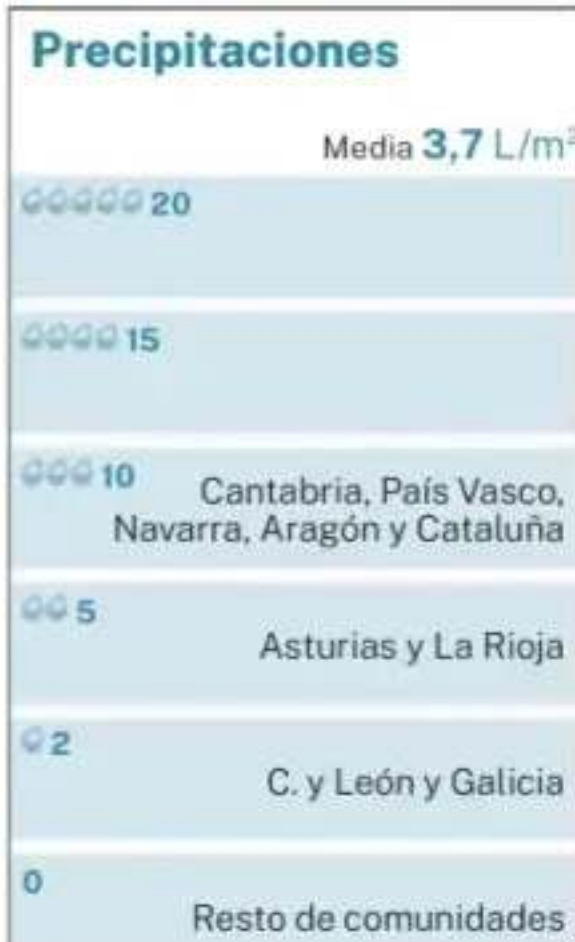 Precipitaciones
Media 3,7 L/m²
20
15
10
Cantabria, País Vasco,
Navarra, Aragón y Cataluña
5
Asturias y La Rioja
2
C. y León y Galicia
0
Resto de comunidades